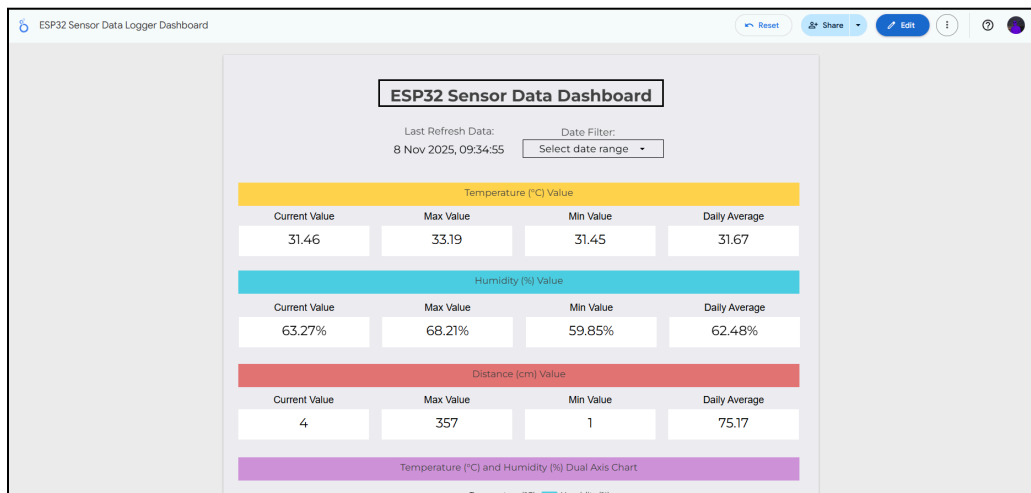 ESP32 Sensor Data Logger Dashboard
Reset
Share
Edit
ESP32 Sensor Data Dashboard
Last Refresh Data:
8 Nov 2025, 09:34:55
Date Filter:
Select date range
Temperature (°C) Value
Current Value Max Value Min Value Daily Average
31.46 33.19 31.45 31.67
Humidity (%) Value
Current Value Max Value Min Value Daily Average
63.27% 68.21% 59.85% 62.48%
Distance (cm) Value
Current Value Max Value Min Value Daily Average
4 357 1 75.17
Temperature (°C) and Humidity (%) Dual Axis Chart